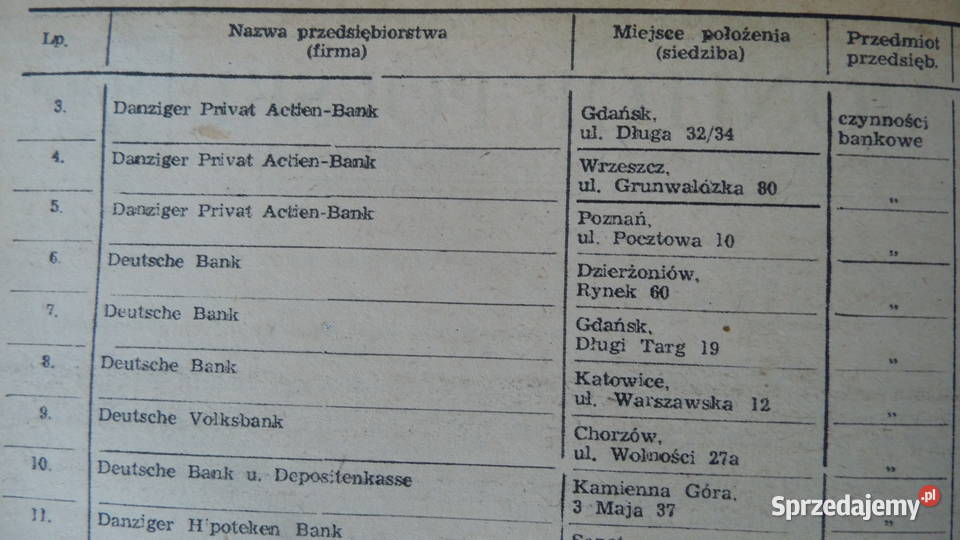 Lp.
Nazwa przedsiębiorstwa
(firma)
Miejsce położenia
(siedziba)
Przedmiot
przedsięb.
3.
Danziger Privat Actien-Bank
Gdańsk,
ul. Długa 32/34
czynności
bankowe
4.
Danziger Privat Actien-Bank
Wrzeszcz,
ul. Grunwaldzka 80
„
5.
Danziger Privat Actien-Bank
Poznań,
ul. Pocztowa 10
„
6.
Deutsche Bank
Dzierżoniów,
Rynek 60
„
7.
Deutsche Bank
Gdańsk,
Długi Targ 19
„
8.
Deutsche Bank
Katowice,
ul. Warszawska 12
„
9.
Deutsche Volksbank
Chorzów,
ul. Wolności 27a
„
10.
Deutsche Bank u. Depositenkasse
Kamienna Góra,
3 Maja 37
„
11.
Danziger H poteken Bank
Sprzedajemy.pl